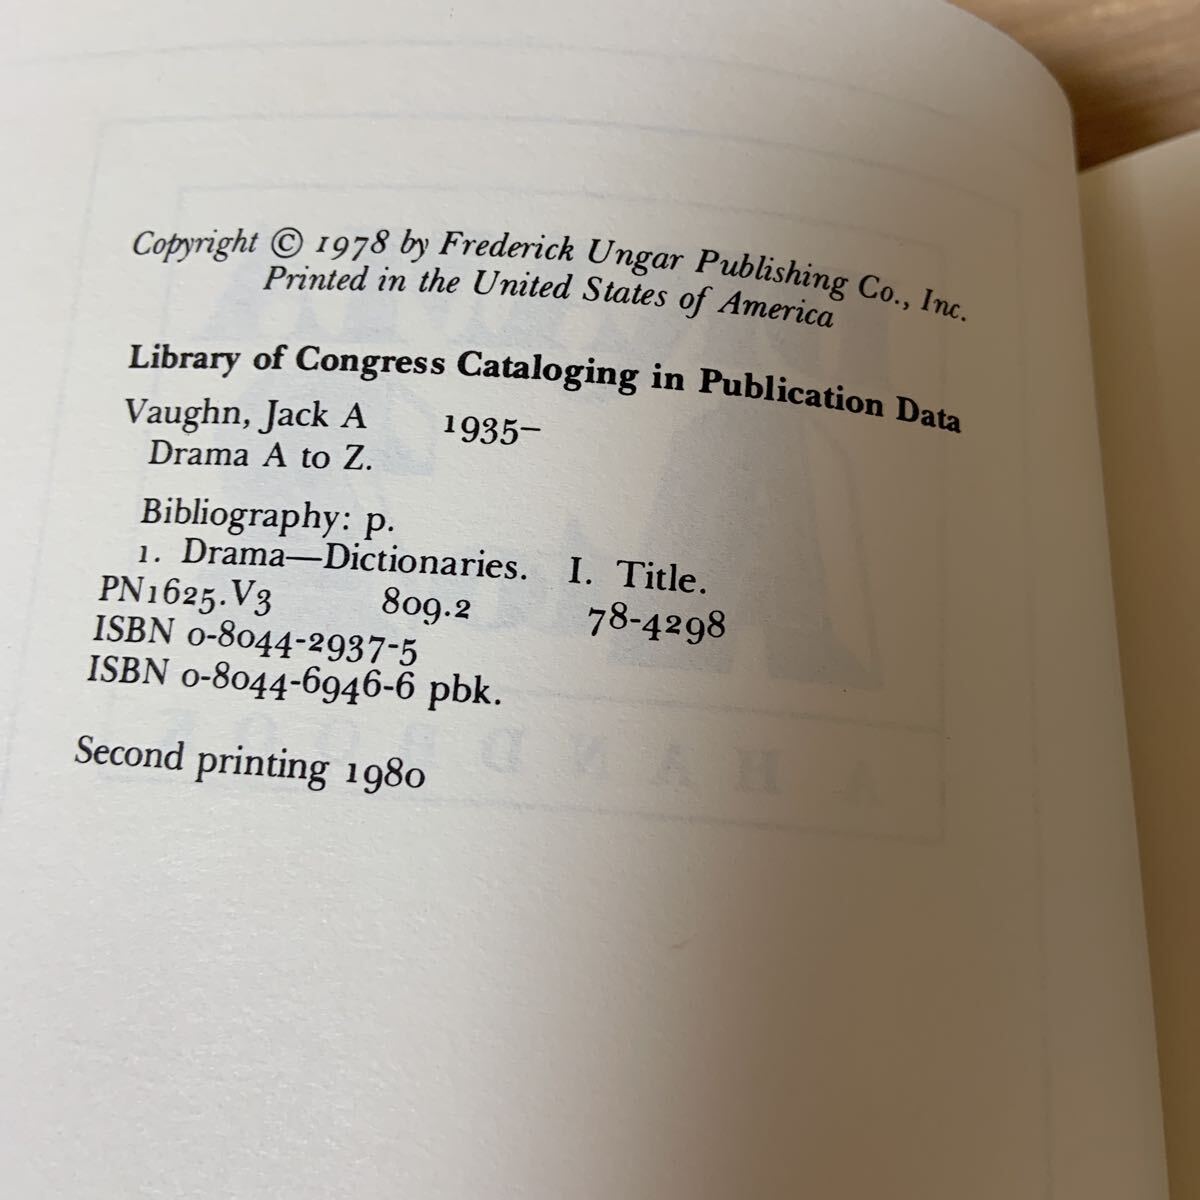 Copyright © 1978 by Frederick Ungar Publishing Co., Inc.
Printed in the United States of America
Library of Congress Cataloging in Publication Data
Vaughn, Jack A 1935–
Drama A to Z.
Bibliography: p.
1. Drama—Dictionaries. I. Title.
PN1625.V3 809.2 78-4298
ISBN 0-8044-2937-5
ISBN 0-8044-6946-6 pbk.
Second printing 1980
A HANDBOOK